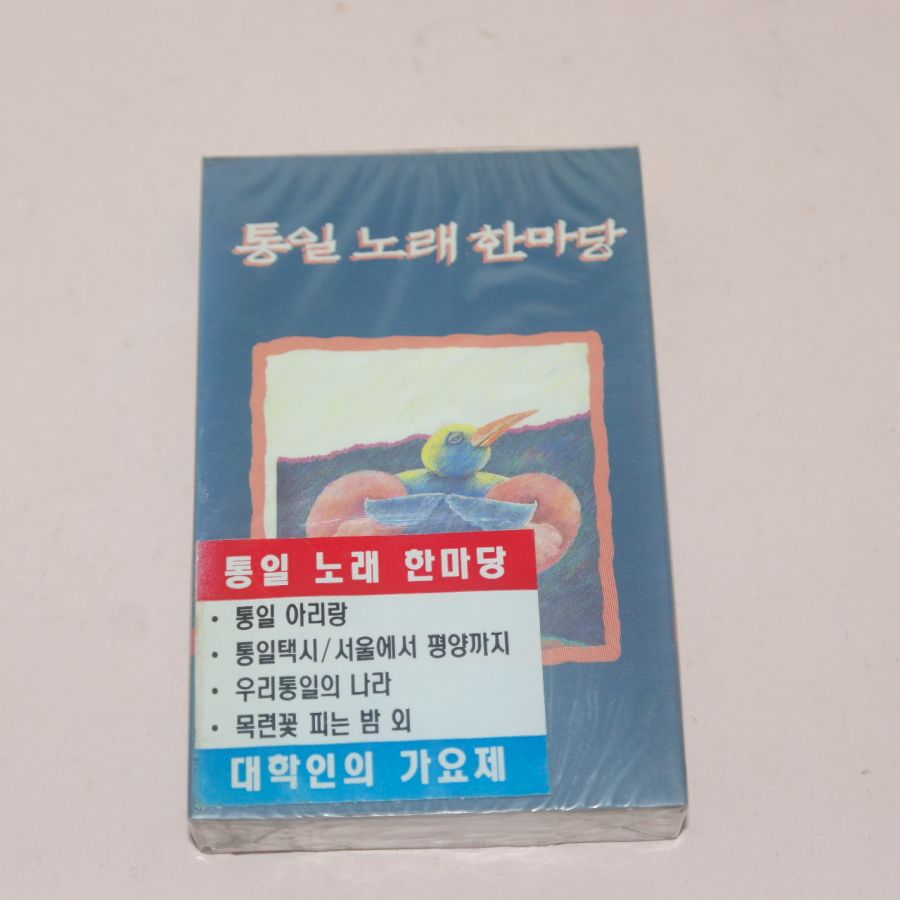 통일 노래 한마당
통일 노래 한마당
• 통일 아리랑
• 통일택시/서울에서 평양까지
• 우리통일의 나라
• 목련꽃 피는 밤 외
대학인의 가요제